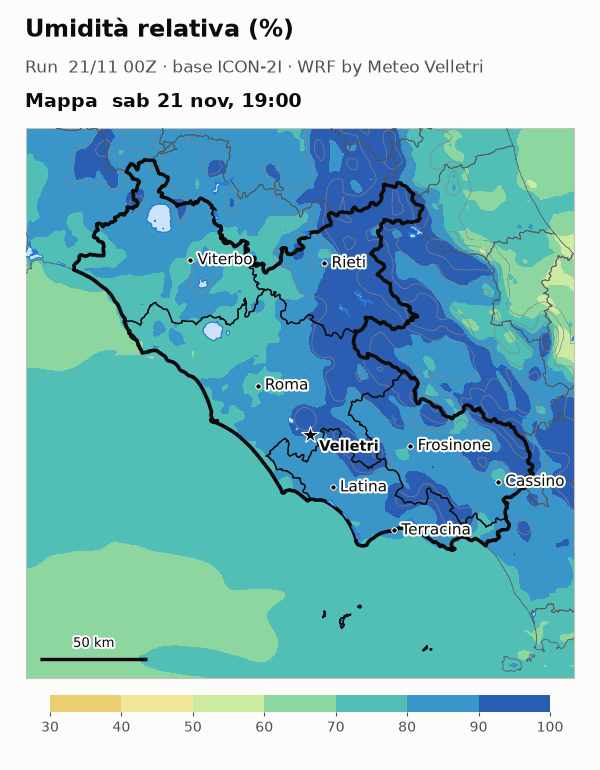 Umidità relativa (%)
Run  21/11 00Z · base ICON-2I · WRF by Meteo Velletri
Mappa  sab 21 nov, 19:00
Viterbo
Rieti
Roma
Velletri
Frosinone
Cassino
Latina
Terracina
50 km
30 40 50 60 70 80 90 100